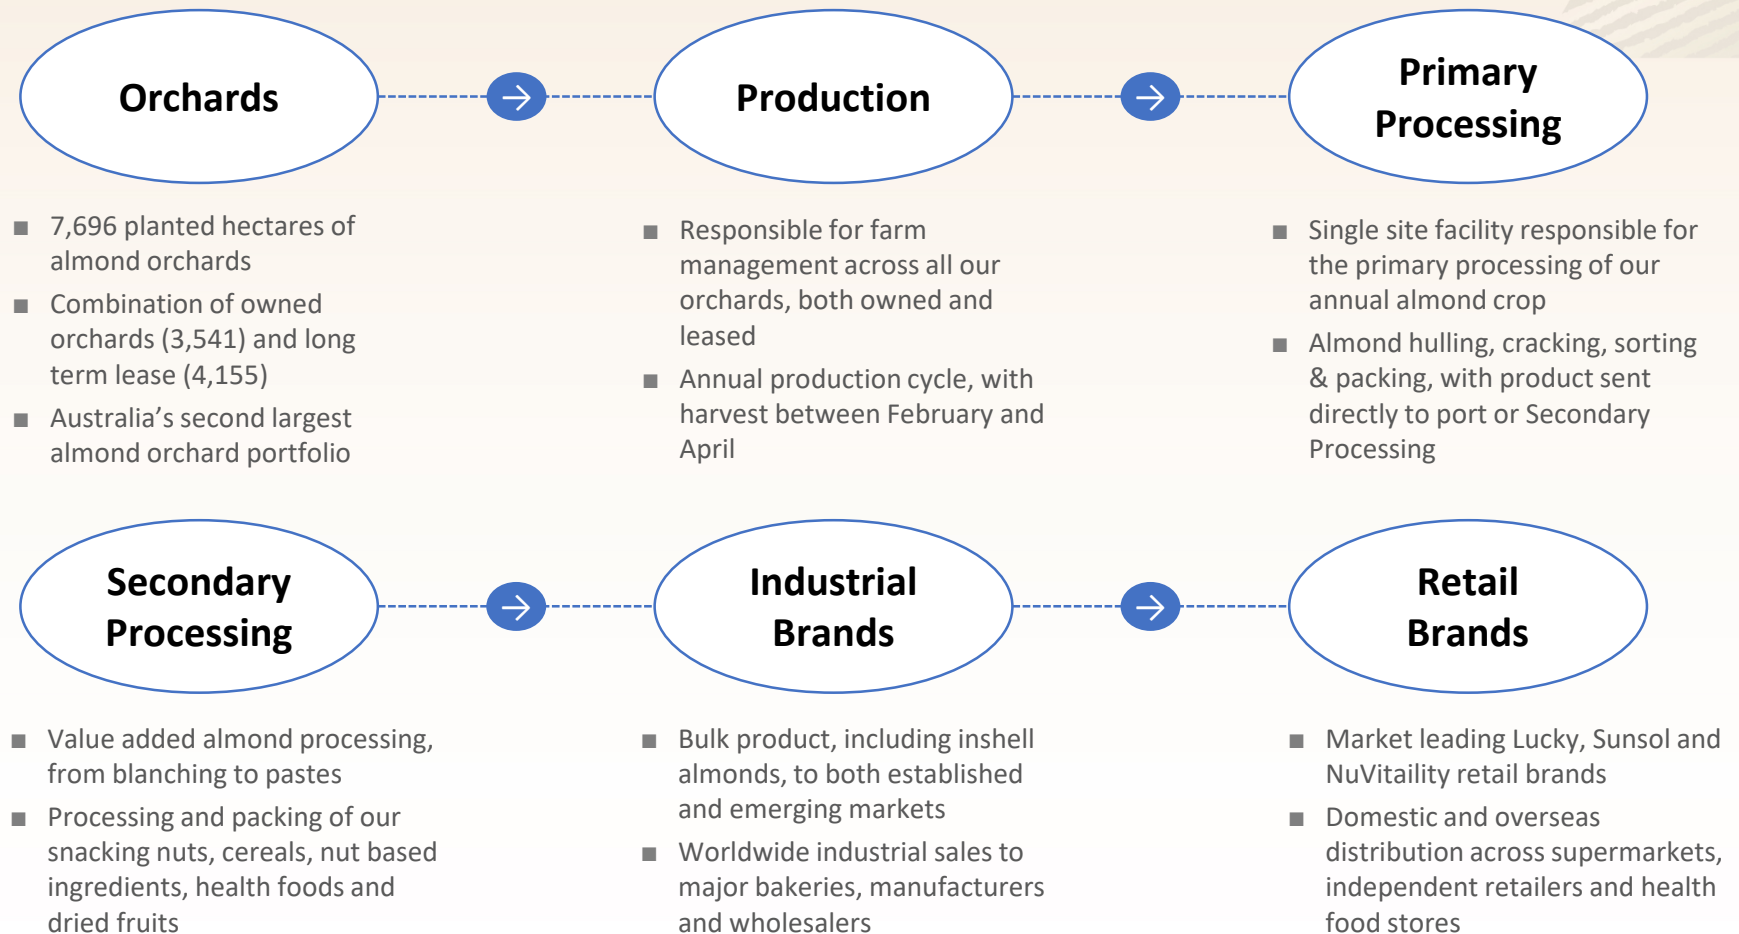 Orchards
■ 7,696 planted hectares of
almond orchards
■ Combination of owned
orchards (3,541) and long
term lease (4,155)
■ Australia’s second largest
almond orchard portfolio
Production
■ Responsible for farm
management across all our
orchards, both owned and
leased
■ Annual production cycle, with
harvest between February and
April
Primary
Processing
■ Single site facility responsible for
the primary processing of our
annual almond crop
■ Almond hulling, cracking, sorting
& packing, with product sent
directly to port or Secondary
Processing
Secondary
Processing
■ Value added almond processing,
from blanching to pastes
■ Processing and packing of our
snacking nuts, cereals, nut based
ingredients, health foods and
dried fruits
Industrial
Brands
■ Bulk product, including inshell
almonds, to both established
and emerging markets
■ Worldwide industrial sales to
major bakeries, manufacturers
and wholesalers
Retail
Brands
■ Market leading Lucky, Sunsol and
NuVitaility retail brands
■ Domestic and overseas
distribution across supermarkets,
independent retailers and health
food stores